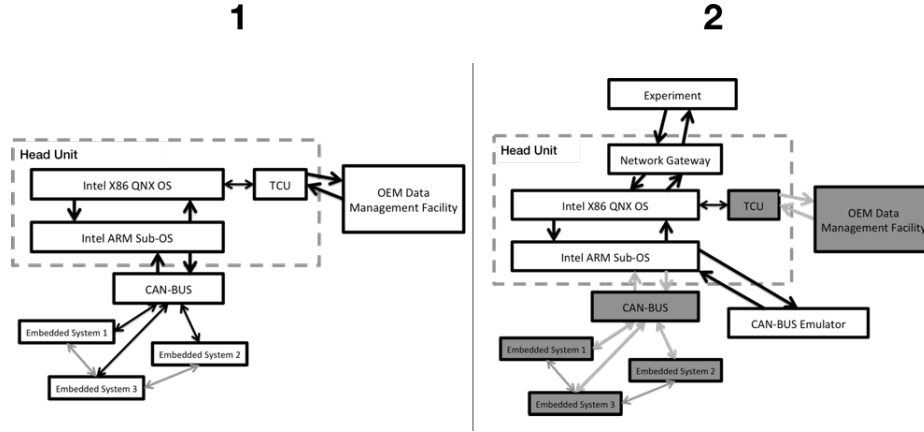 1
Head Unit
Intel X86 QNX OS
TCU
OEM Data
Management Facility
Intel ARM Sub-OS
CAN-BUS
Embedded System 1
Embedded System 2
Embedded System 3
2
Experiment
Head Unit
Network Gateway
Intel X86 QNX OS
TCU
OEM Data
Management Facility
Intel ARM Sub-OS
CAN-BUS
CAN-BUS Emulator
Embedded System 1
Embedded System 2
Embedded System 3